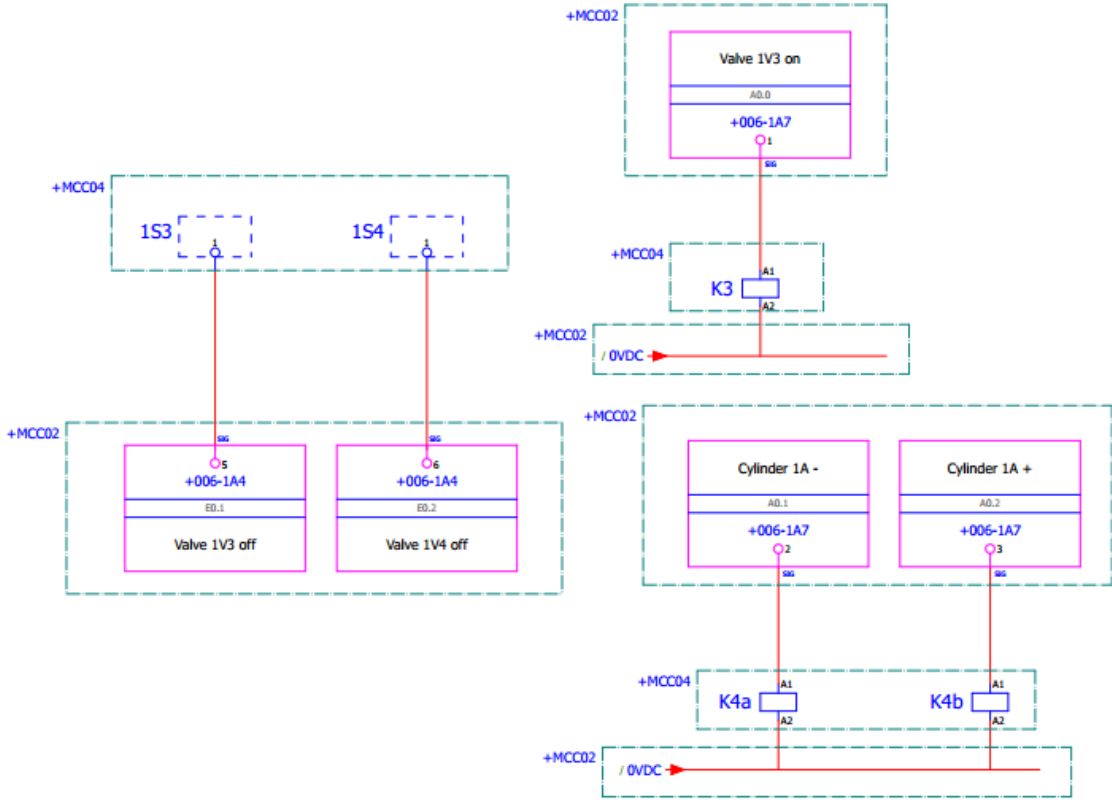 +MCC04
1S3
1
1S4
1
+MCC02
SIG
5
+006-1A4
E0.1
Valve 1V3 off
SIG
6
+006-1A4
E0.2
Valve 1V4 off
+MCC02
Valve 1V3 on
A0.0
+006-1A7
1
SIG
+MCC04
A1
K3
A2
+MCC02
/ 0VDC
+MCC02
Cylinder 1A -
A0.1
+006-1A7
2
SIG
Cylinder 1A +
A0.2
+006-1A7
3
SIG
+MCC04
A1
K4a
A2
A1
K4b
A2
+MCC02
/ 0VDC